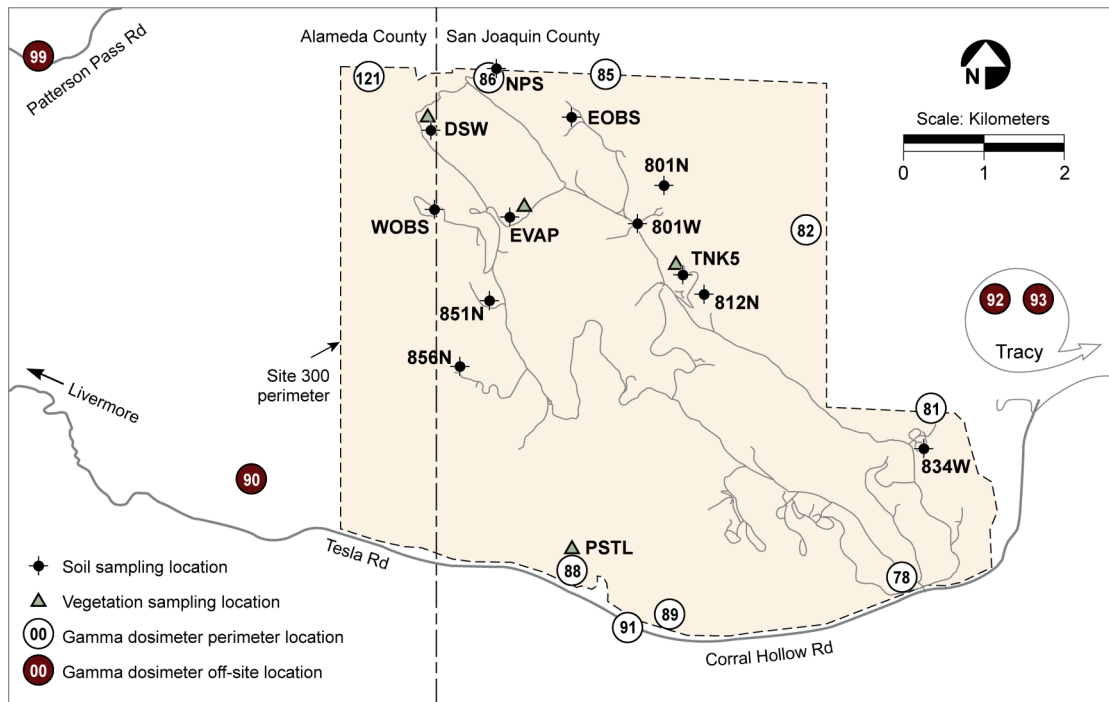 Alameda County
San Joaquin County
99
Patterson Pass Rd
121
86
85
NPS
DSW
EOBS
N
Scale: Kilometers
0 1 2
801N
WOBS
EVAP
801W
82
TNK5
812N
851N
92 93
Tracy
856N
Site 300
perimeter
Livermore
81
834W
90
Tesla Rd
PSTL
88
78
89
91
Corral Hollow Rd
Soil sampling location
Vegetation sampling location
00 Gamma dosimeter perimeter location
00 Gamma dosimeter off-site location